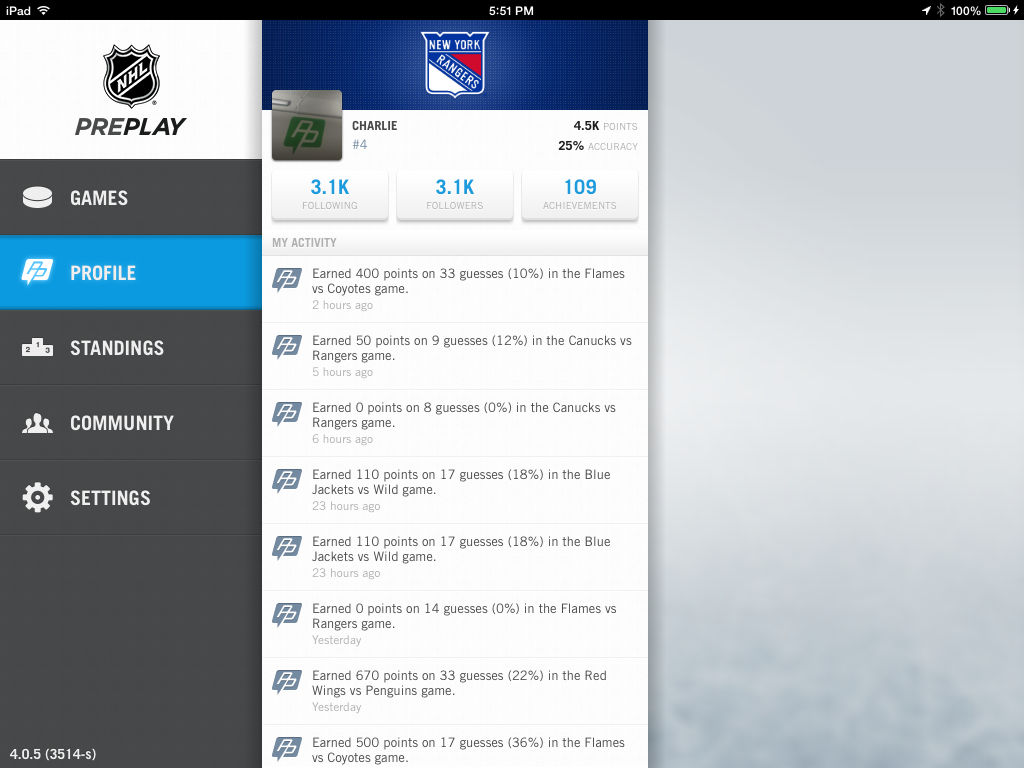 iPad
5:51 PM
100%
NHL
PREPLAY
GAMES
PROFILE
1
2 3
STANDINGS
COMMUNITY
SETTINGS
4.0.5 (3514-s)
NEW YORK
RANGERS
CHARLIE
#4
4.5K POINTS
25% ACCURACY
3.1K
FOLLOWING
3.1K
FOLLOWERS
109
ACHIEVEMENTS
MY ACTIVITY
Earned 400 points on 33 guesses (10%) in the Flames
vs Coyotes game.
2 hours ago
Earned 50 points on 9 guesses (12%) in the Canucks vs
Rangers game.
5 hours ago
Earned 0 points on 8 guesses (0%) in the Canucks vs
Rangers game.
6 hours ago
Earned 110 points on 17 guesses (18%) in the Blue
Jackets vs Wild game.
23 hours ago
Earned 110 points on 17 guesses (18%) in the Blue
Jackets vs Wild game.
23 hours ago
Earned 0 points on 14 guesses (0%) in the Flames vs
Rangers game.
Yesterday
Earned 670 points on 33 guesses (22%) in the Red
Wings vs Penguins game.
Yesterday
Earned 500 points on 17 guesses (36%) in the Flames
vs Coyotes game.